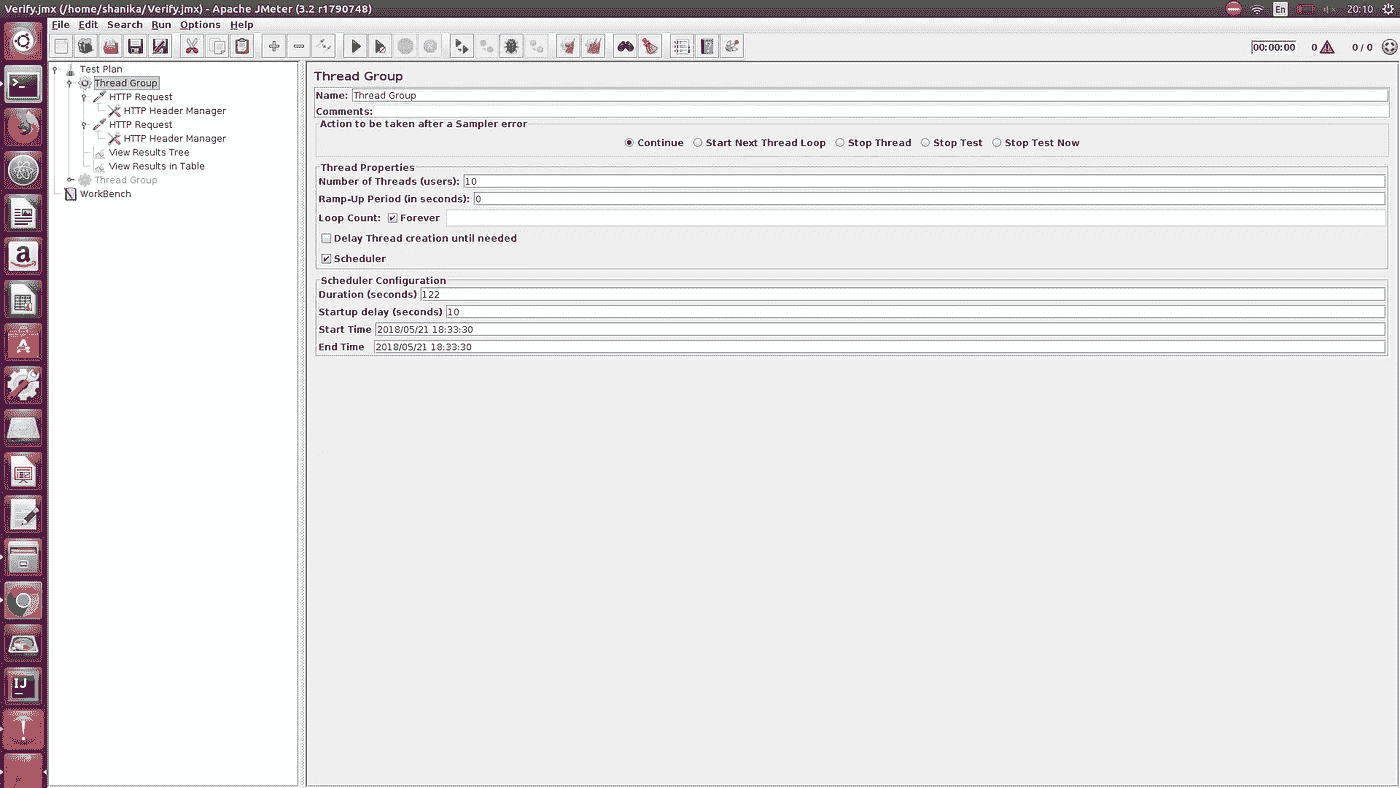 Verify.jmx (/home/shanika/Verify.jmx) - Apache JMeter (3.2 r1790748)
En
20:10
File Edit Search Run Options Help
00:00:00 0 0 / 0
Test Plan
Thread Group
HTTP Request
HTTP Header Manager
HTTP Request
HTTP Header Manager
View Results Tree
View Results in Table
Thread Group
WorkBench
Thread Group
Name: Thread Group
Comments:
Action to be taken after a Sampler error
Continue Start Next Thread Loop Stop Thread Stop Test Stop Test Now
Thread Properties
Number of Threads (users): 10
Ramp-Up Period (in seconds): 0
Loop Count: Forever
Delay Thread creation until needed
Scheduler
Scheduler Configuration
Duration (seconds) 122
Startup delay (seconds) 10
Start Time 2018/05/21 18:33:30
End Time 2018/05/21 18:33:30
a
A
IJ